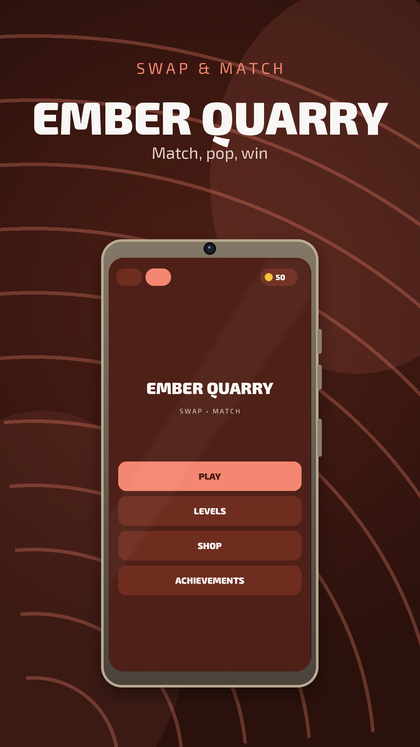 SWAP & MATCH
EMBER QUARRY
Match, pop, win
50
EMBER QUARRY
SWAP • MATCH
PLAY
LEVELS
SHOP
ACHIEVEMENTS